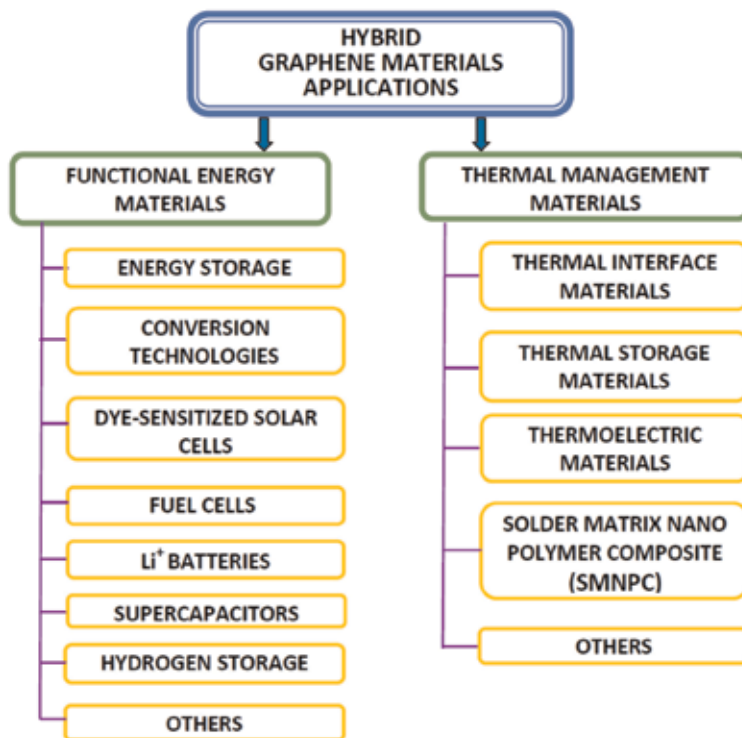 HYBRID
GRAPHENE MATERIALS
APPLICATIONS
FUNCTIONAL ENERGY
MATERIALS
ENERGY STORAGE
CONVERSION
TECHNOLOGIES
DYE-SENSITIZED SOLAR
CELLS
FUEL CELLS
Li⁺ BATTERIES
SUPERCAPACITORS
HYDROGEN STORAGE
OTHERS
THERMAL MANAGEMENT
MATERIALS
THERMAL INTERFACE
MATERIALS
THERMAL STORAGE
MATERIALS
THERMOELECTRIC
MATERIALS
SOLDER MATRIX NANO
POLYMER COMPOSITE
(SMNPC)
OTHERS